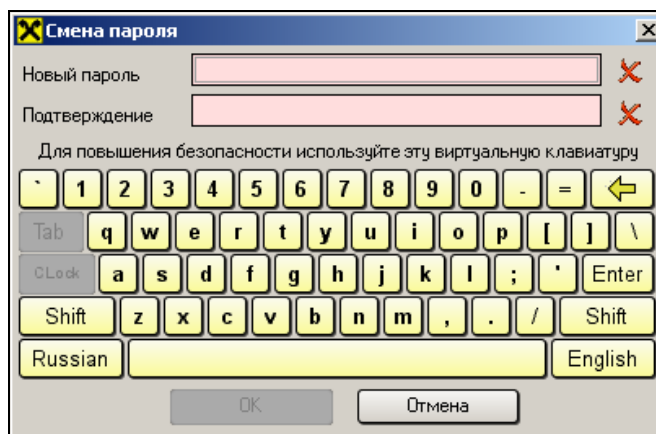 Смена пароля
Новый пароль
Подтверждение
Для повышения безопасности используйте эту виртуальную клавиатуру
` 1 2 3 4 5 6 7 8 9 0 - =
Tab q w e r t y u i o p [ ] \
CLock a s d f g h j k l ; ' Enter
Shift z x c v b n m , . / Shift
Russian English
OK Отмена